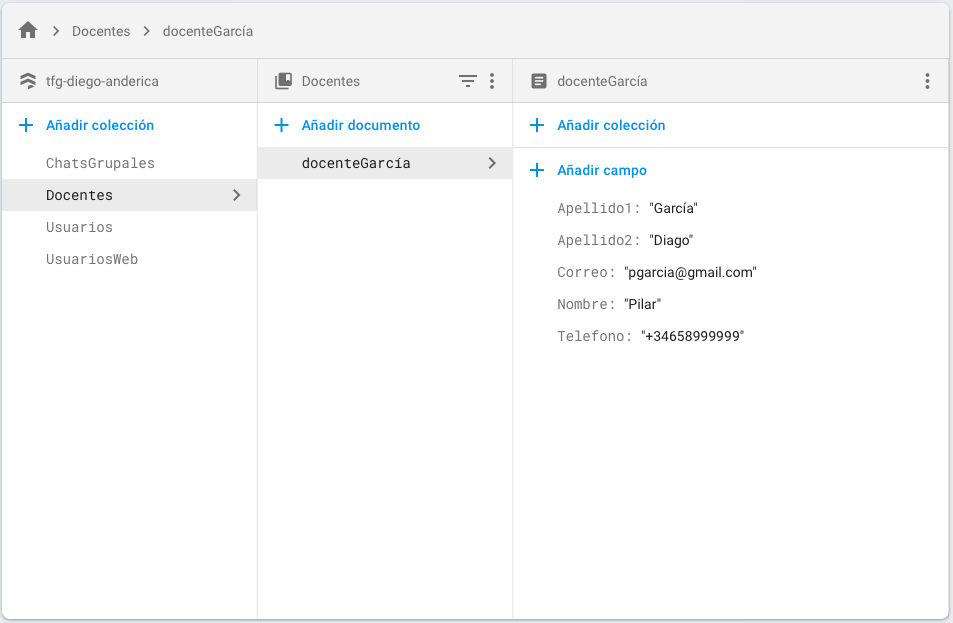 Docentes docenteGarcía
tfg-diego-anderica
Añadir colección
ChatsGrupales
Docentes
Usuarios
UsuariosWeb
Docentes
Añadir documento
docenteGarcía
docenteGarcía
Añadir colección
Añadir campo
Apellido1: "García"
Apellido2: "Diago"
Correo: "pgarcia@gmail.com"
Nombre: "Pilar"
Telefono: "+34658999999"